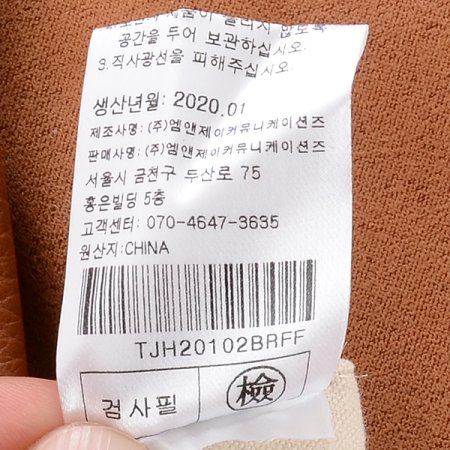 공간을 두어 보관하십시오.
3.직사광선을 피해주십시오
생산년월: 2020.01
제조사명: (주)엠앤제이커뮤니케이션즈
판매사명: (주)엠앤제이커뮤니케이션즈
서울시 금천구 두산로 75
홍은빌딩 5층
고객센터: 070-4647-3635
원산지:CHINA
TJH20102BRFF
검사필 檢